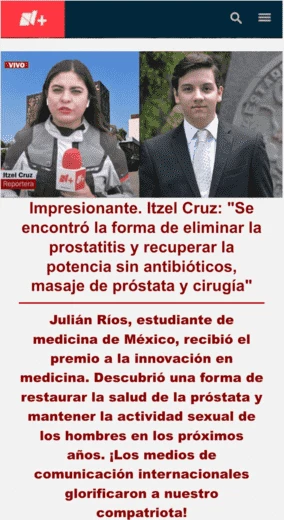 N+
VIVO
Itzel Cruz
Reportera
N+
Impresionante. Itzel Cruz: "Se
encontró la forma de eliminar la
prostatitis y recuperar la
potencia sin antibióticos,
masaje de próstata y cirugía"
Julián Ríos, estudiante de
medicina de México, recibió el
premio a la innovación en
medicina. Descubrió una forma de
restaurar la salud de la próstata y
mantener la actividad sexual de
los hombres en los próximos
años. ¡Los medios de
comunicación internacionales
glorificaron a nuestro
compatriota!